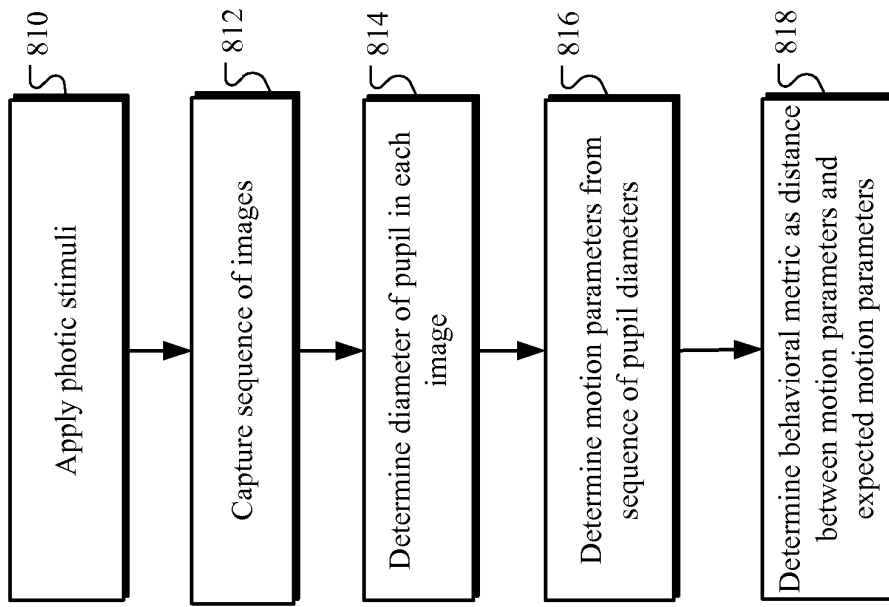 Apply photic stimuli
810
Capture sequence of images
812
Determine diameter of pupil in each
image
814
Determine motion parameters from
sequence of pupil diameters
816
Determine behavioral metric as distance
between motion parameters and
expected motion parameters
818